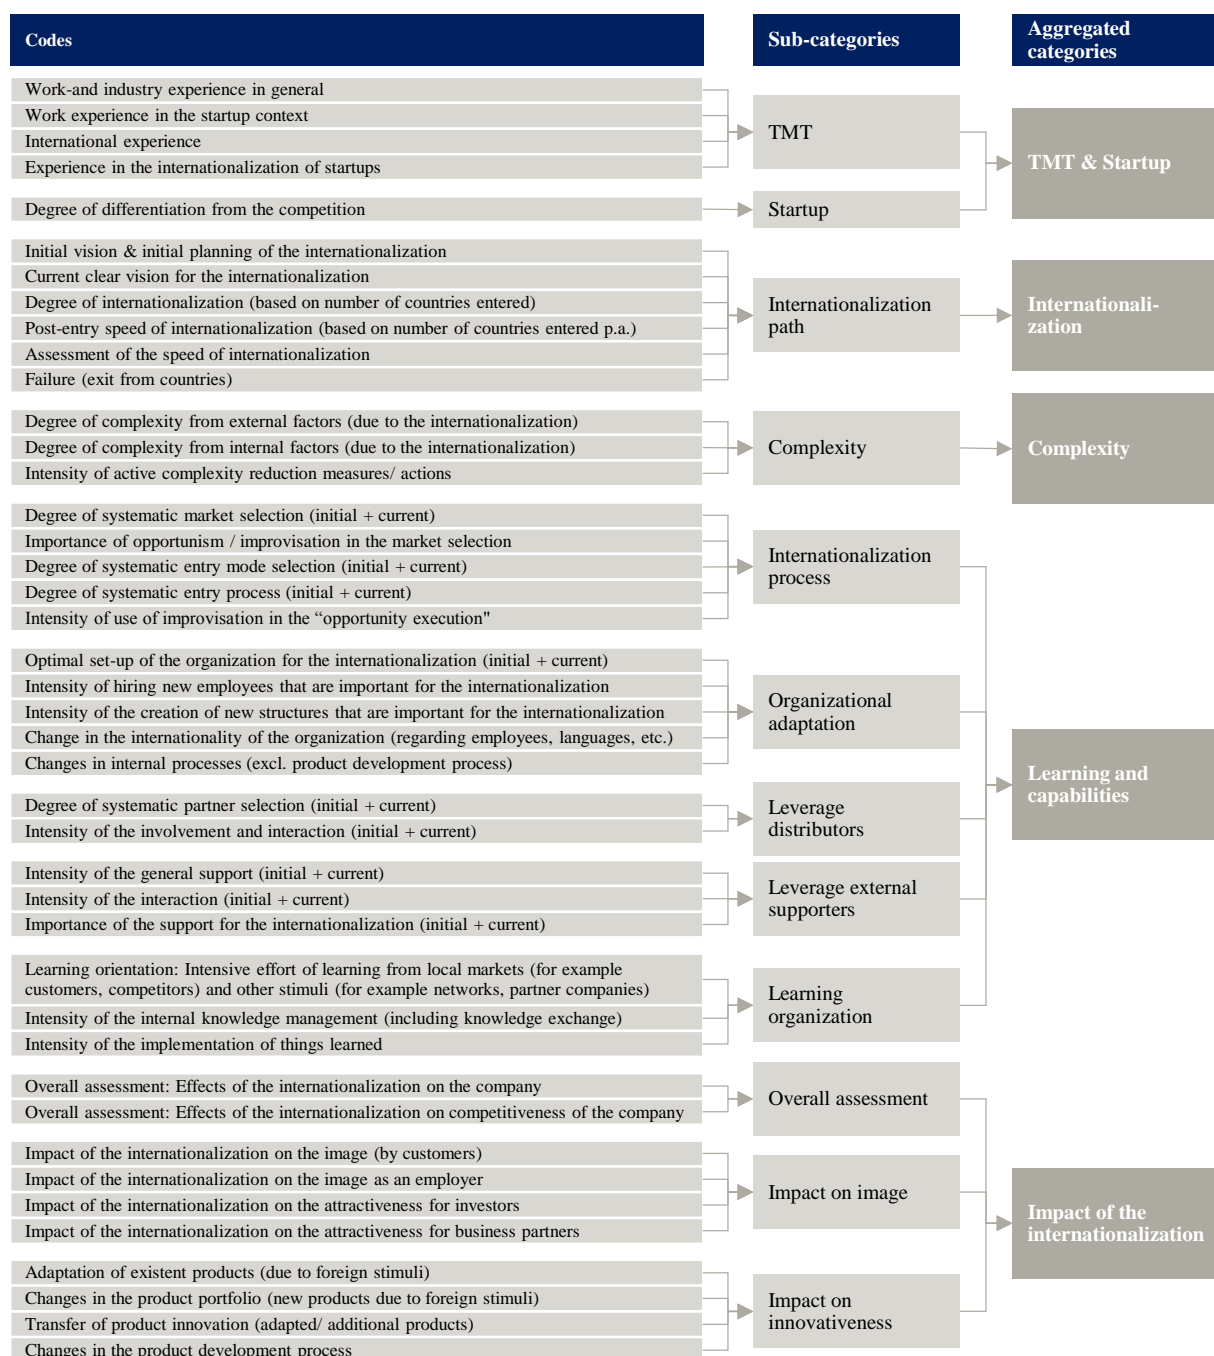 Codes
Sub-categories
Aggregated
categories
Work-and industry experience in general
Work experience in the startup context
International experience
Experience in the internationalization of startups
TMT
Degree of differentiation from the competition
Startup
TMT & Startup
Initial vision & initial planning of the internationalization
Current clear vision for the internationalization
Degree of internationalization (based on number of countries entered)
Post-entry speed of internationalization (based on number of countries entered p.a.)
Assessment of the speed of internationalization
Failure (exit from countries)
Internationalization
path
Internationali-
zation
Degree of complexity from external factors (due to the internationalization)
Degree of complexity from internal factors (due to the internationalization)
Intensity of active complexity reduction measures/ actions
Complexity
Complexity
Degree of systematic market selection (initial + current)
Importance of opportunism / improvisation in the market selection
Degree of systematic entry mode selection (initial + current)
Degree of systematic entry process (initial + current)
Intensity of use of improvisation in the “opportunity execution"
Internationalization
process
Optimal set-up of the organization for the internationalization (initial + current)
Intensity of hiring new employees that are important for the internationalization
Intensity of the creation of new structures that are important for the internationalization
Change in the internationality of the organization (regarding employees, languages, etc.)
Changes in internal processes (excl. product development process)
Organizational
adaptation
Degree of systematic partner selection (initial + current)
Intensity of the involvement and interaction (initial + current)
Leverage
distributors
Intensity of the general support (initial + current)
Intensity of the interaction (initial + current)
Importance of the support for the internationalization (initial + current)
Leverage external
supporters
Learning orientation: Intensive effort of learning from local markets (for example
customers, competitors) and other stimuli (for example networks, partner companies)
Intensity of the internal knowledge management (including knowledge exchange)
Intensity of the implementation of things learned
Learning
organization
Learning and
capabilities
Overall assessment: Effects of the internationalization on the company
Overall assessment: Effects of the internationalization on competitiveness of the company
Overall assessment
Impact of the internationalization on the image (by customers)
Impact of the internationalization on the image as an employer
Impact of the internationalization on the attractiveness for investors
Impact of the internationalization on the attractiveness for business partners
Impact on image
Adaptation of existent products (due to foreign stimuli)
Changes in the product portfolio (new products due to foreign stimuli)
Transfer of product innovation (adapted/ additional products)
Changes in the product development process
Impact on
innovativeness
Impact of the
internationalization